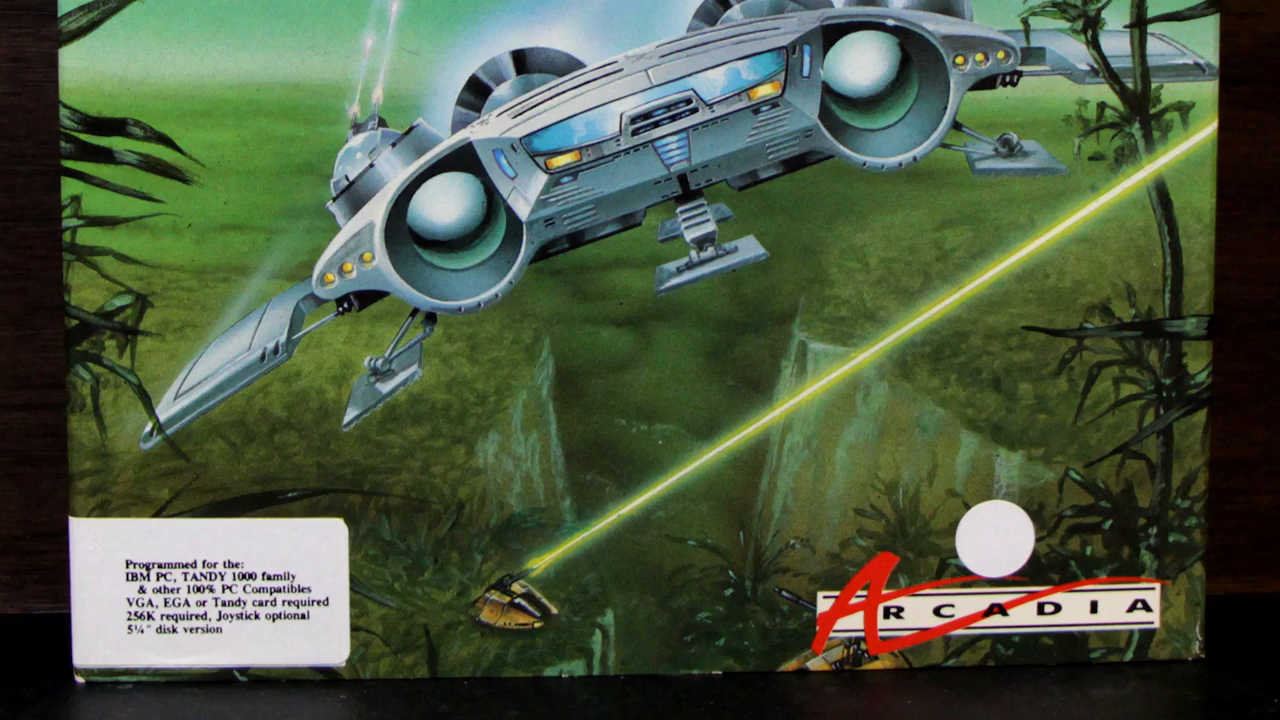 Programmed for the:
IBM PC, TANDY 1000 family
& other 100% PC Compatibles
VGA, EGA or Tandy card required
256K required, Joystick optional
5¼" disk version
ARCADIA